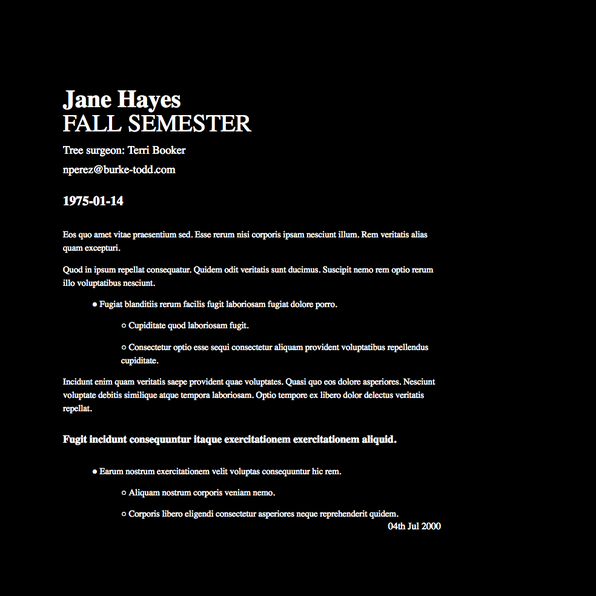 Jane Hayes
FALL SEMESTER
Tree surgeon: Terri Booker
nperez@burke-todd.com
1975-01-14
Eos quo amet vitae praesentium sed. Esse rerum nisi corporis ipsam nesciunt illum. Rem veritatis alias
quam excepturi.
Quod in ipsum repellat consequatur. Quidem odit veritatis sunt ducimus. Suscipit nemo rem optio rerum
illo voluptatibus nesciunt.
Fugiat blanditiis rerum facilis fugit laboriosam fugiat dolore porro.
Cupiditate quod laboriosam fugit.
Consectetur optio esse sequi consectetur aliquam provident voluptatibus repellendus
cupiditate.
Incidunt enim quam veritatis saepe provident quae voluptates. Quasi quo eos dolore asperiores. Nesciunt
voluptate debitis similique atque tempora laboriosam. Optio tempore ex libero dolor delectus veritatis
repellat.
Fugit incidunt consequuntur itaque exercitationem exercitationem aliquid.
Earum nostrum exercitationem velit voluptas consequuntur hic rem.
Aliquam nostrum corporis veniam nemo.
Corporis libero eligendi consectetur asperiores neque reprehenderit quidem.
04th Jul 2000